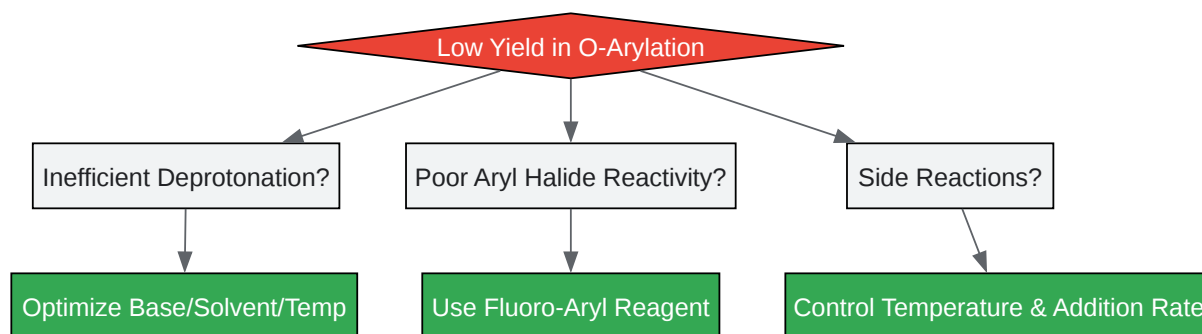 Low Yield in O-Arylation
Inefficient Deprotonation?
Poor Aryl Halide Reactivity?
Side Reactions?
Optimize Base/Solvent/Temp
Use Fluoro-Aryl Reagent
Control Temperature & Addition Rate